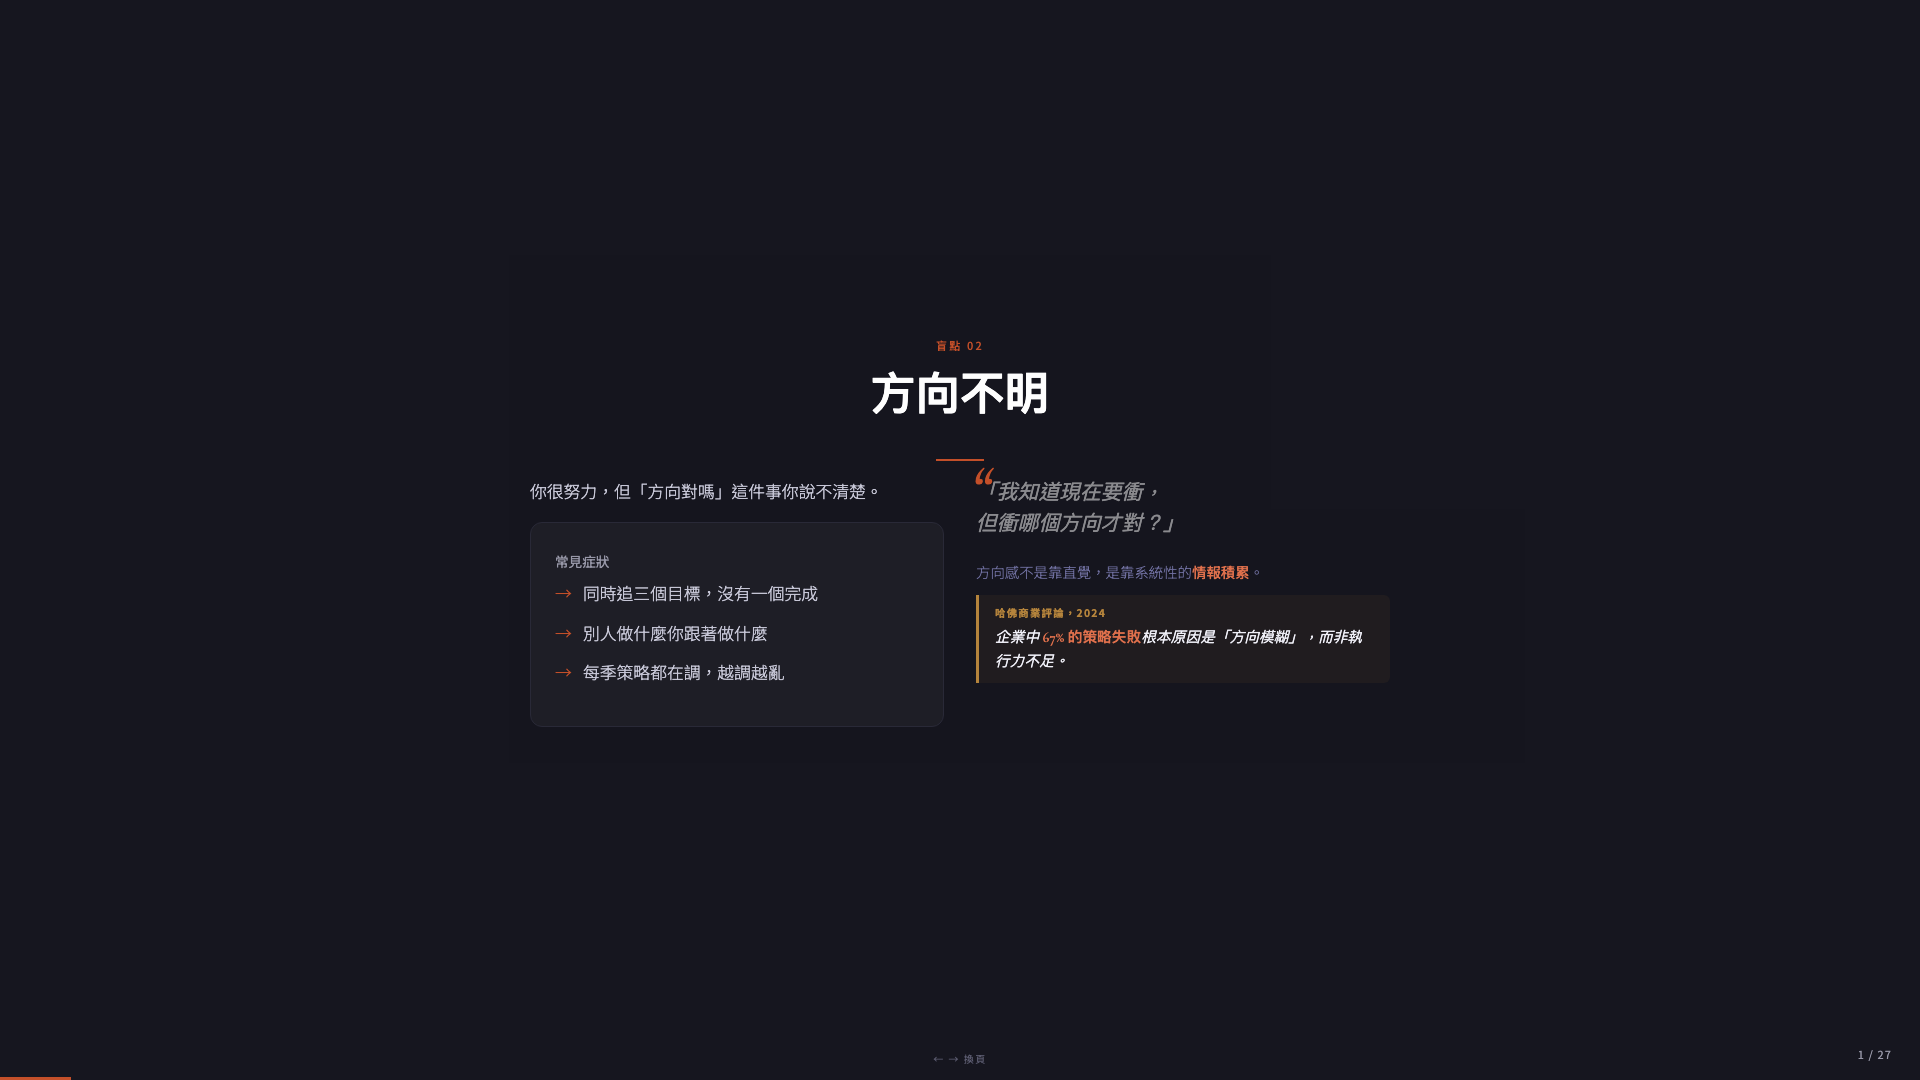 盲點 02
方向不明
你很努力，但「方向對嗎」這件事你說不清楚。
常見症狀
→ 同時追三個目標，沒有一個完成
→ 別人做什麼你跟著做什麼
→ 每季策略都在調，越調越亂
“
「我知道現在要衝，
但衝哪個方向才對？」
方向感不是靠直覺，是靠系統性的情報積累。
哈佛商業評論，2024
企業中 67% 的策略失敗根本原因是「方向模糊」，而非執
行力不足。
← → 換頁
1 / 27